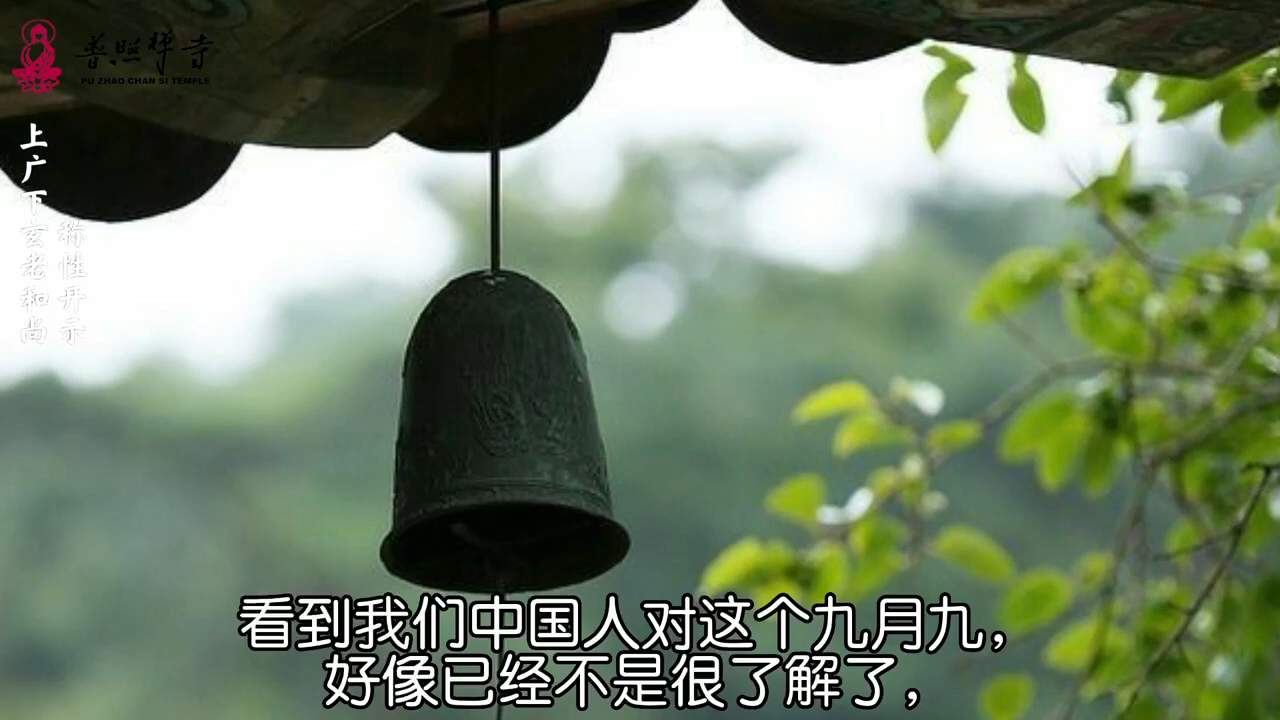 普照禅寺
PU ZHAO CHAN SI TEMPLE
上广下玄老和尚
称性开示
看到我们中国人对这个九月九，
好像已经不是很了解了，